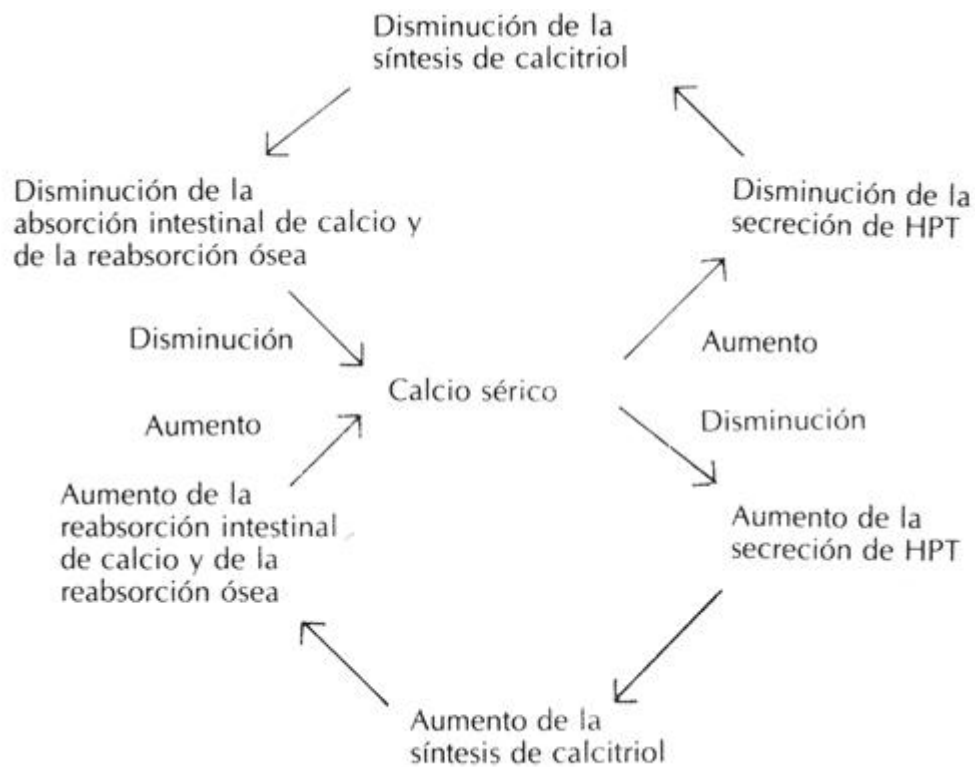 Disminución de la
síntesis de calcitriol
Disminución de la
absorción intestinal de calcio y
de la reabsorción ósea
Disminución de la
secreción de HPT
Disminución
Aumento
Calcio sérico
Aumento
Disminución
Aumento de la
reabsorción intestinal
de calcio y de la
reabsorción ósea
Aumento de la
secreción de HPT
Aumento de la
síntesis de calcitriol